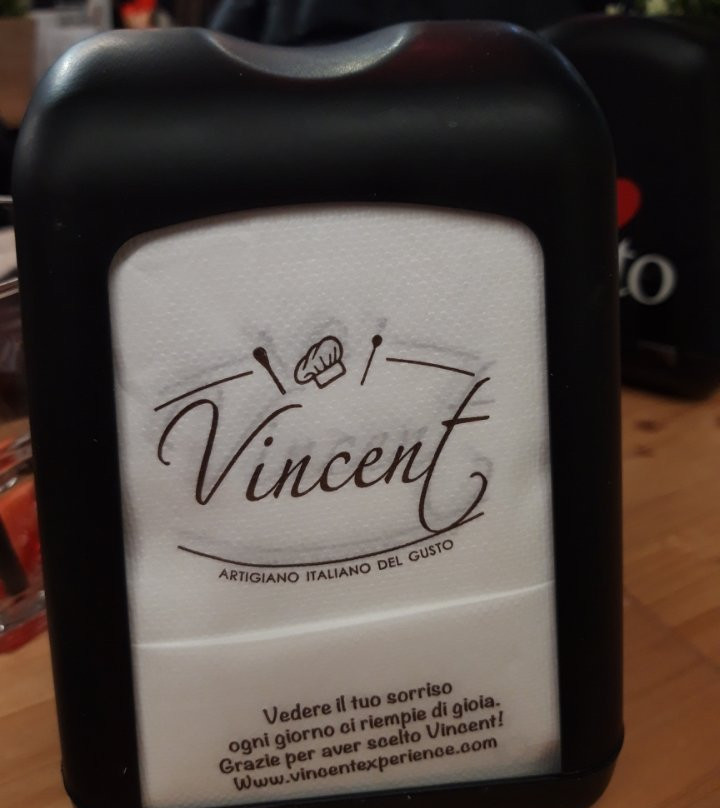 Vincent
ARTIGIANO ITALIANO DEL GUSTO
Vedere il tuo sorriso
ogni giorno ci riempie di gioia.
Grazie per aver scelto Vincent!
Www.vincentexperience.com